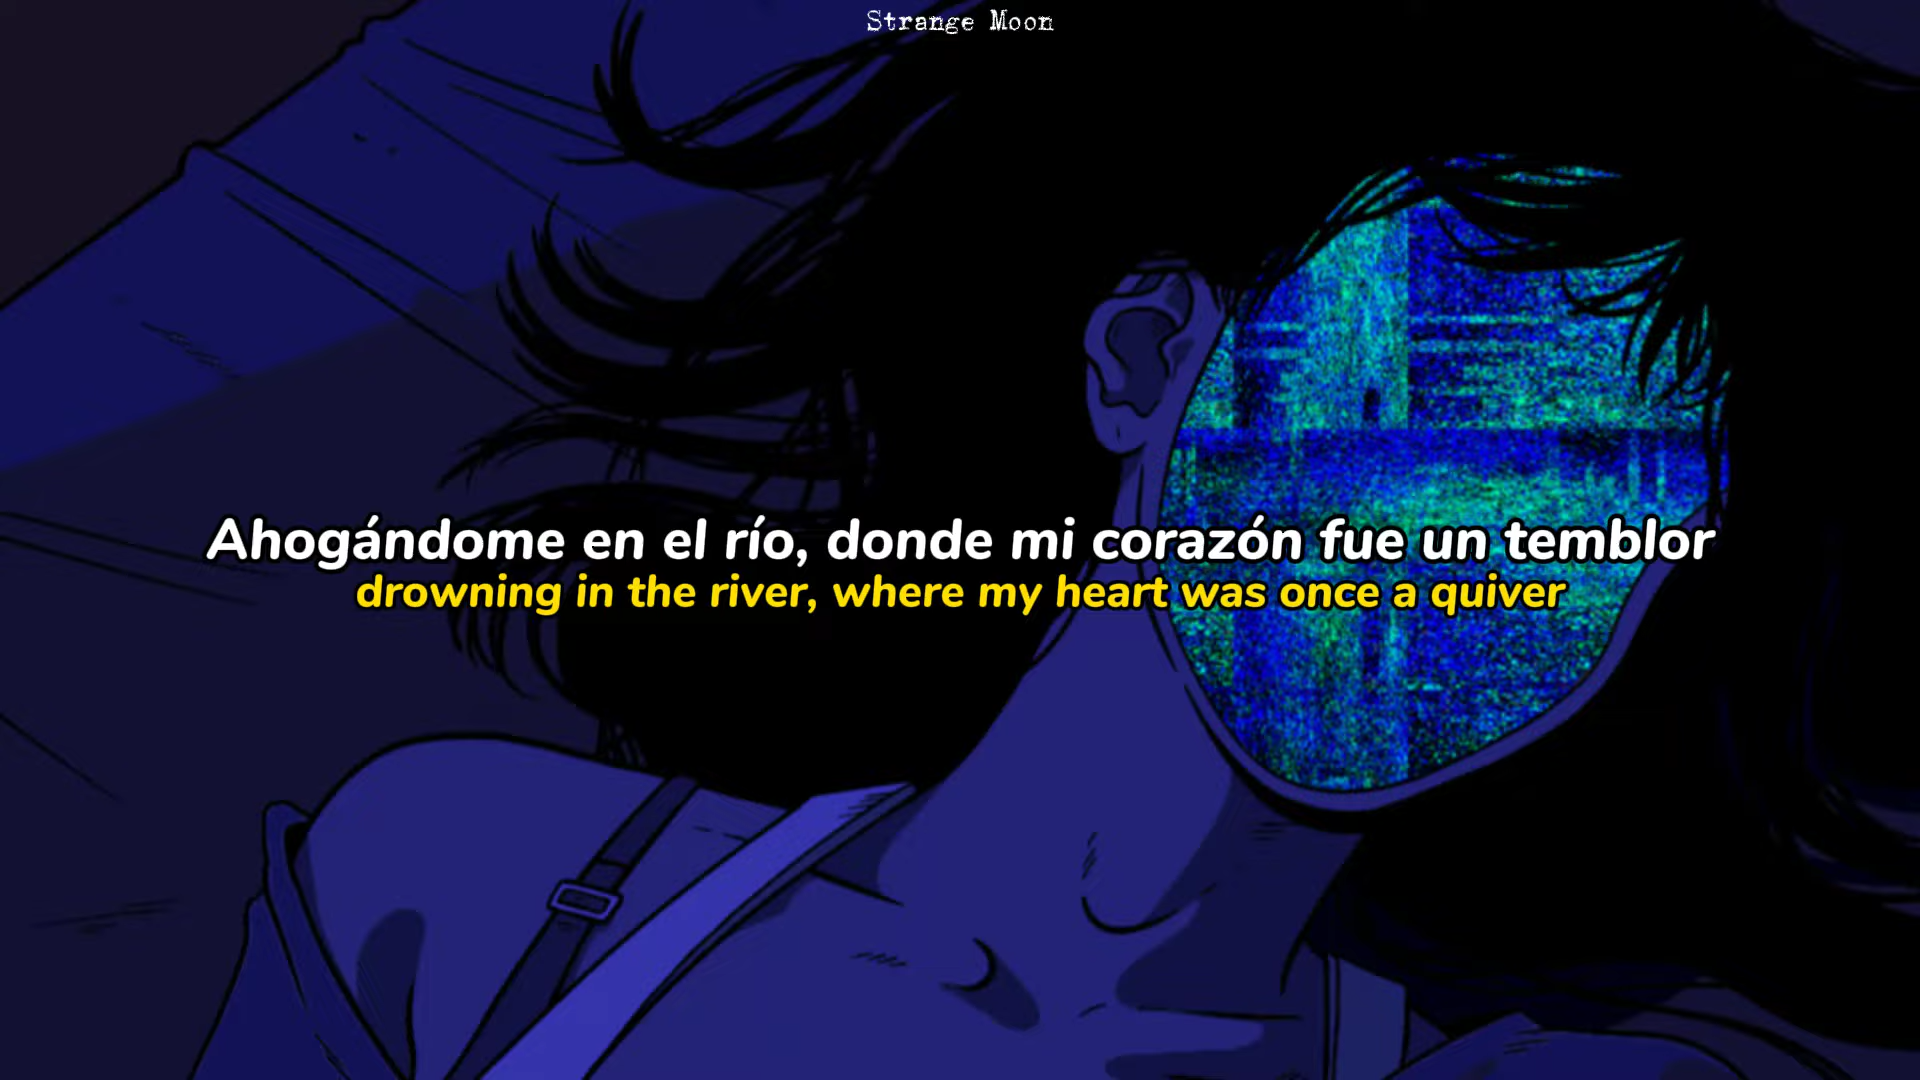 Strange Moon
Ahogándome en el río, donde mi corazón fue un temblor
drowning in the river, where my heart was once a quiver